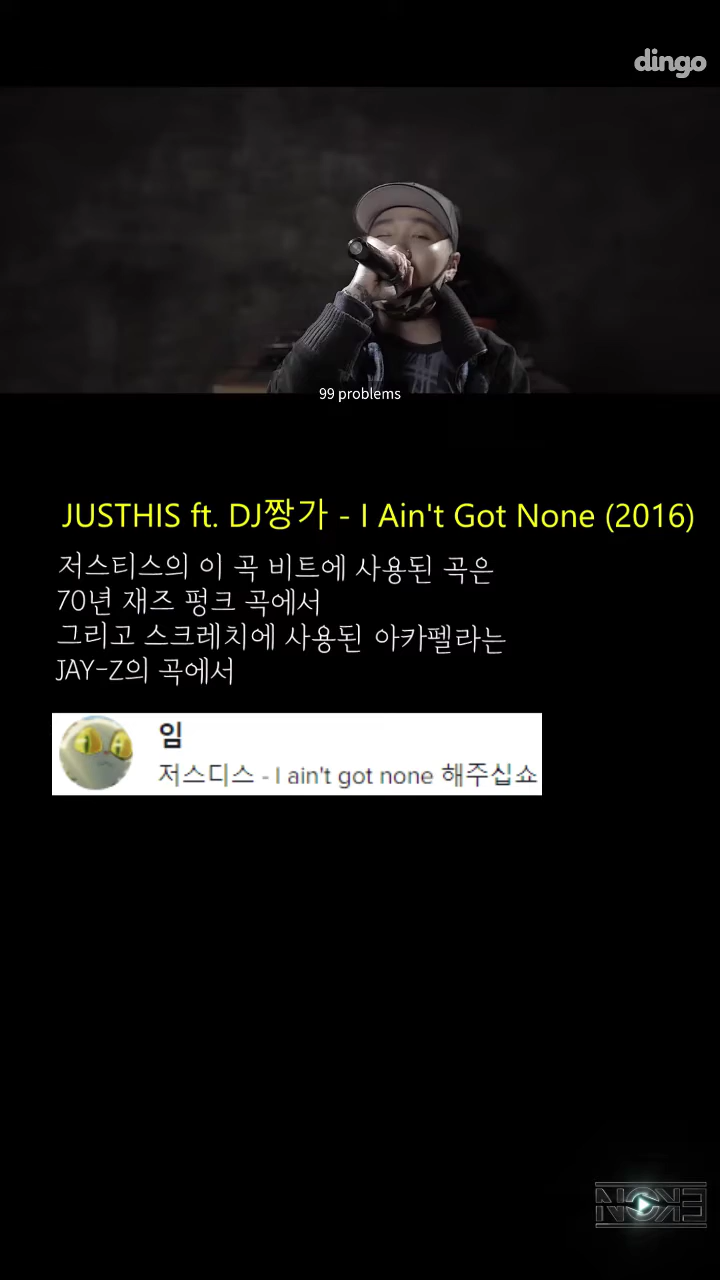 dingo
99 problems
JUSTHIS ft. DJ짱가 - I Ain't Got None (2016)
저스티스의 이 곡 비트에 사용된 곡은
70년 재즈 펑크 곡에서
그리고 스크레치에 사용된 아카펠라는
JAY-Z의 곡에서
임
저스디스 - I ain't got none 해주십쇼